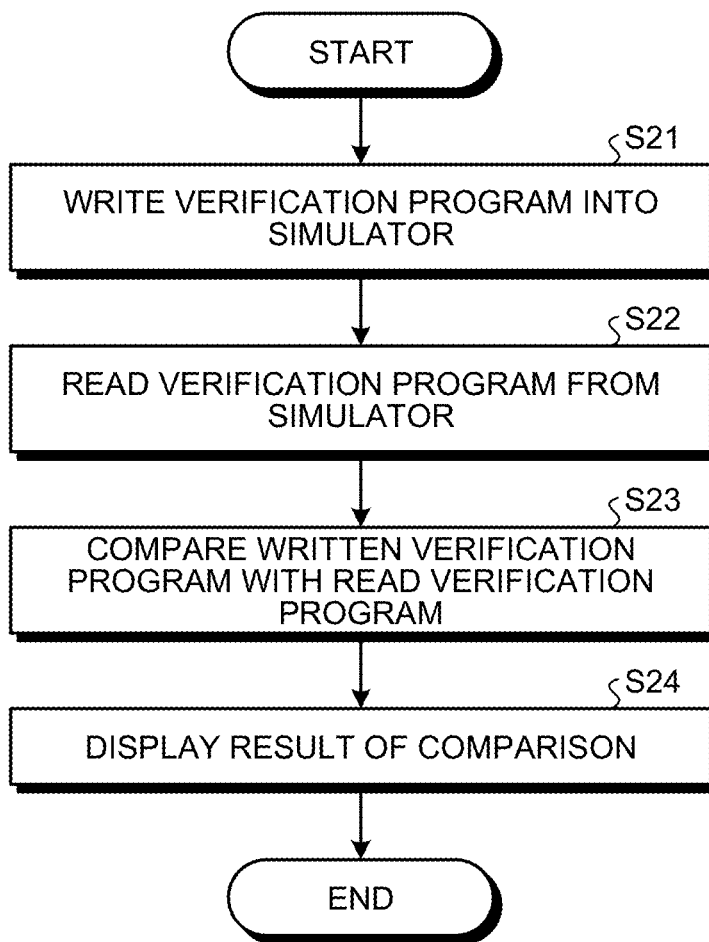 START
S21
WRITE VERIFICATION PROGRAM INTO
SIMULATOR
S22
READ VERIFICATION PROGRAM FROM
SIMULATOR
S23
COMPARE WRITTEN VERIFICATION
PROGRAM WITH READ VERIFICATION
PROGRAM
S24
DISPLAY RESULT OF COMPARISON
END